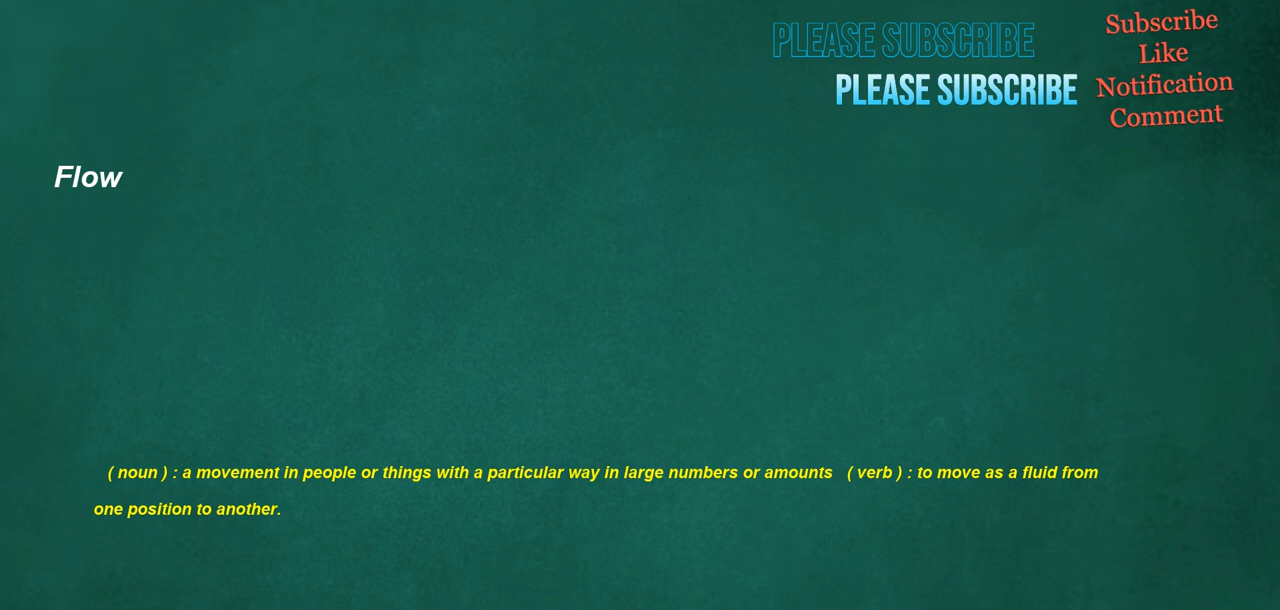 PLEASE SUBSCRIBE
PLEASE SUBSCRIBE
Subscribe
Like
Notification
Comment
Flow
( noun ) : a movement in people or things with a particular way in large numbers or amounts ( verb ) : to move as a fluid from
one position to another.